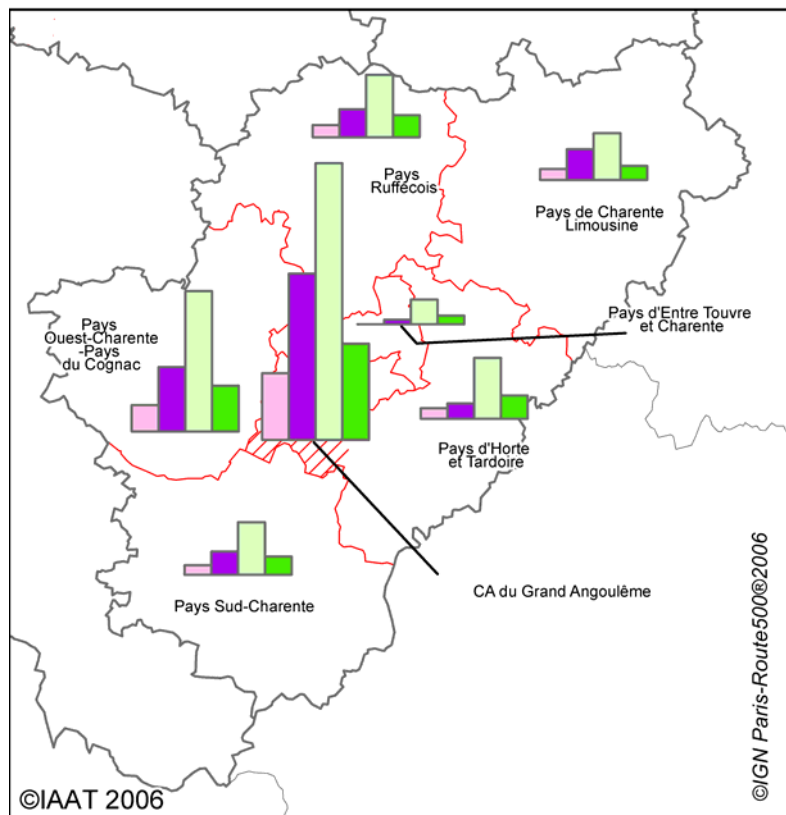 Pays
Ruffécois
Pays de Charente
Limousine
Pays
Ouest-Charente
-Pays
du Cognac
Pays d'Entre Touvre
et Charente
Pays d'Horte
et Tardoire
CA du Grand Angoulême
Pays Sud-Charente
©IGN Paris-Route500®2006
©IAAT 2006